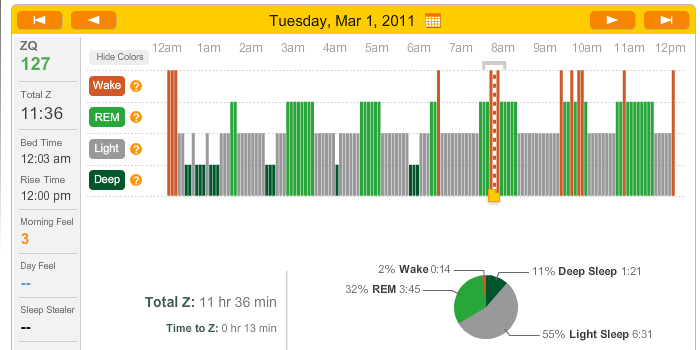 Tuesday, Mar 1, 2011
ZQ
127
Total Z
11:36
Bed Time
12:03 am
Rise Time
12:00 pm
Morning Feel
3
Day Feel
--
Sleep Stealer
--
12am 1am 2am 3am 4am 5am 6am 7am 8am 9am 10am 11am 12pm
Hide Colors
Wake ?
REM ?
Light ?
Deep ?
Total Z: 11 hr 36 min
Time to Z: 0 hr 13 min
2% Wake 0:14
11% Deep Sleep 1:21
32% REM 3:45
55% Light Sleep 6:31